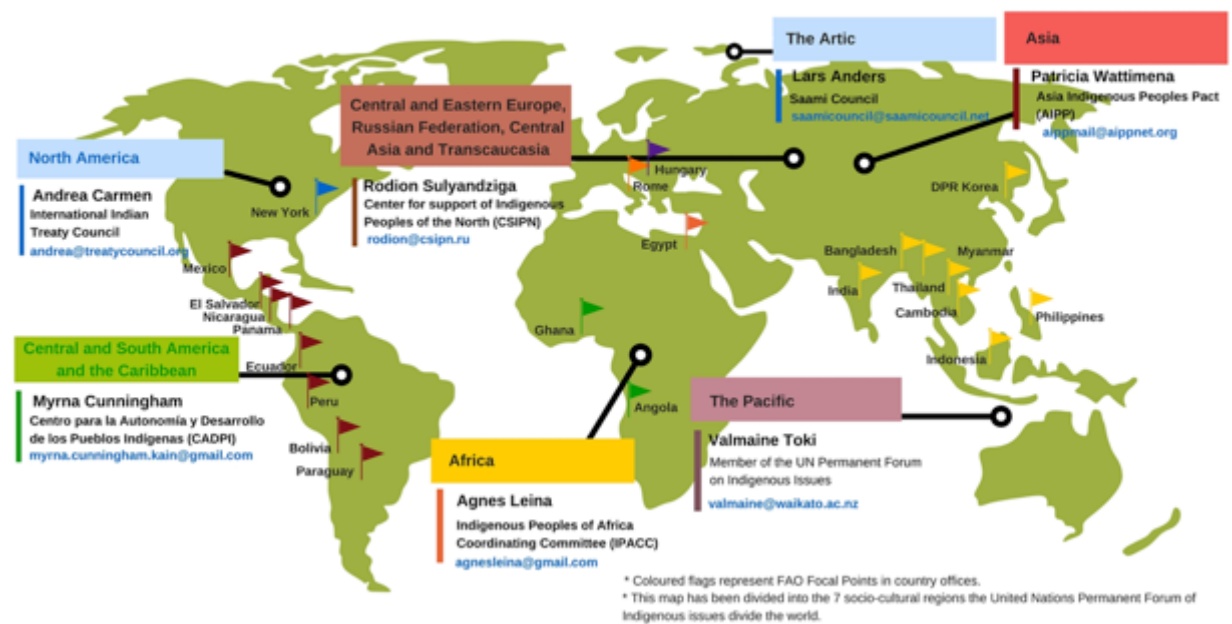 The Artic
Lars Anders
Saami Council
saamicouncil@saamicouncil.net
Asia
Patricia Wattimena
Asia Indigenous Peoples Pact
(AIPP)
aippmail@aippnet.org
Central and Eastern Europe,
Russian Federation, Central
Asia and Transcaucasia
Rodion Sulyandziga
Center for support of Indigenous
Peoples of the North (CSIPN)
rodion@csipn.ru
North America
Andrea Carmen
International Indian
Treaty Council
andrea@treatycouncil.org
New York
Hungary
Rome
Egypt
DPR Korea
Bangladesh
Myanmar
India
Thailand
Cambodia
Philippines
Indonesia
Mexico
El Salvador
Nicaragua
Panama
Ghana
Ecuador
Peru
Angola
Bolivia
Paraguay
Central and South America
and the Caribbean
Myrna Cunningham
Centro para la Autonomía y Desarrollo
de los Pueblos Indígenas (CADPI)
myrna.cunningham.kain@gmail.com
Africa
Agnes Leina
Indigenous Peoples of Africa
Coordinating Committee (IPACC)
agnesleina@gmail.com
The Pacific
Valmaine Toki
Member of the UN Permanent Forum
on Indigenous Issues
valmaine@waikato.ac.nz
* Coloured flags represent FAO Focal Points in country offices.
* This map has been divided into the 7 socio-cultural regions the United Nations Permanent Forum of
Indigenous issues divide the world.